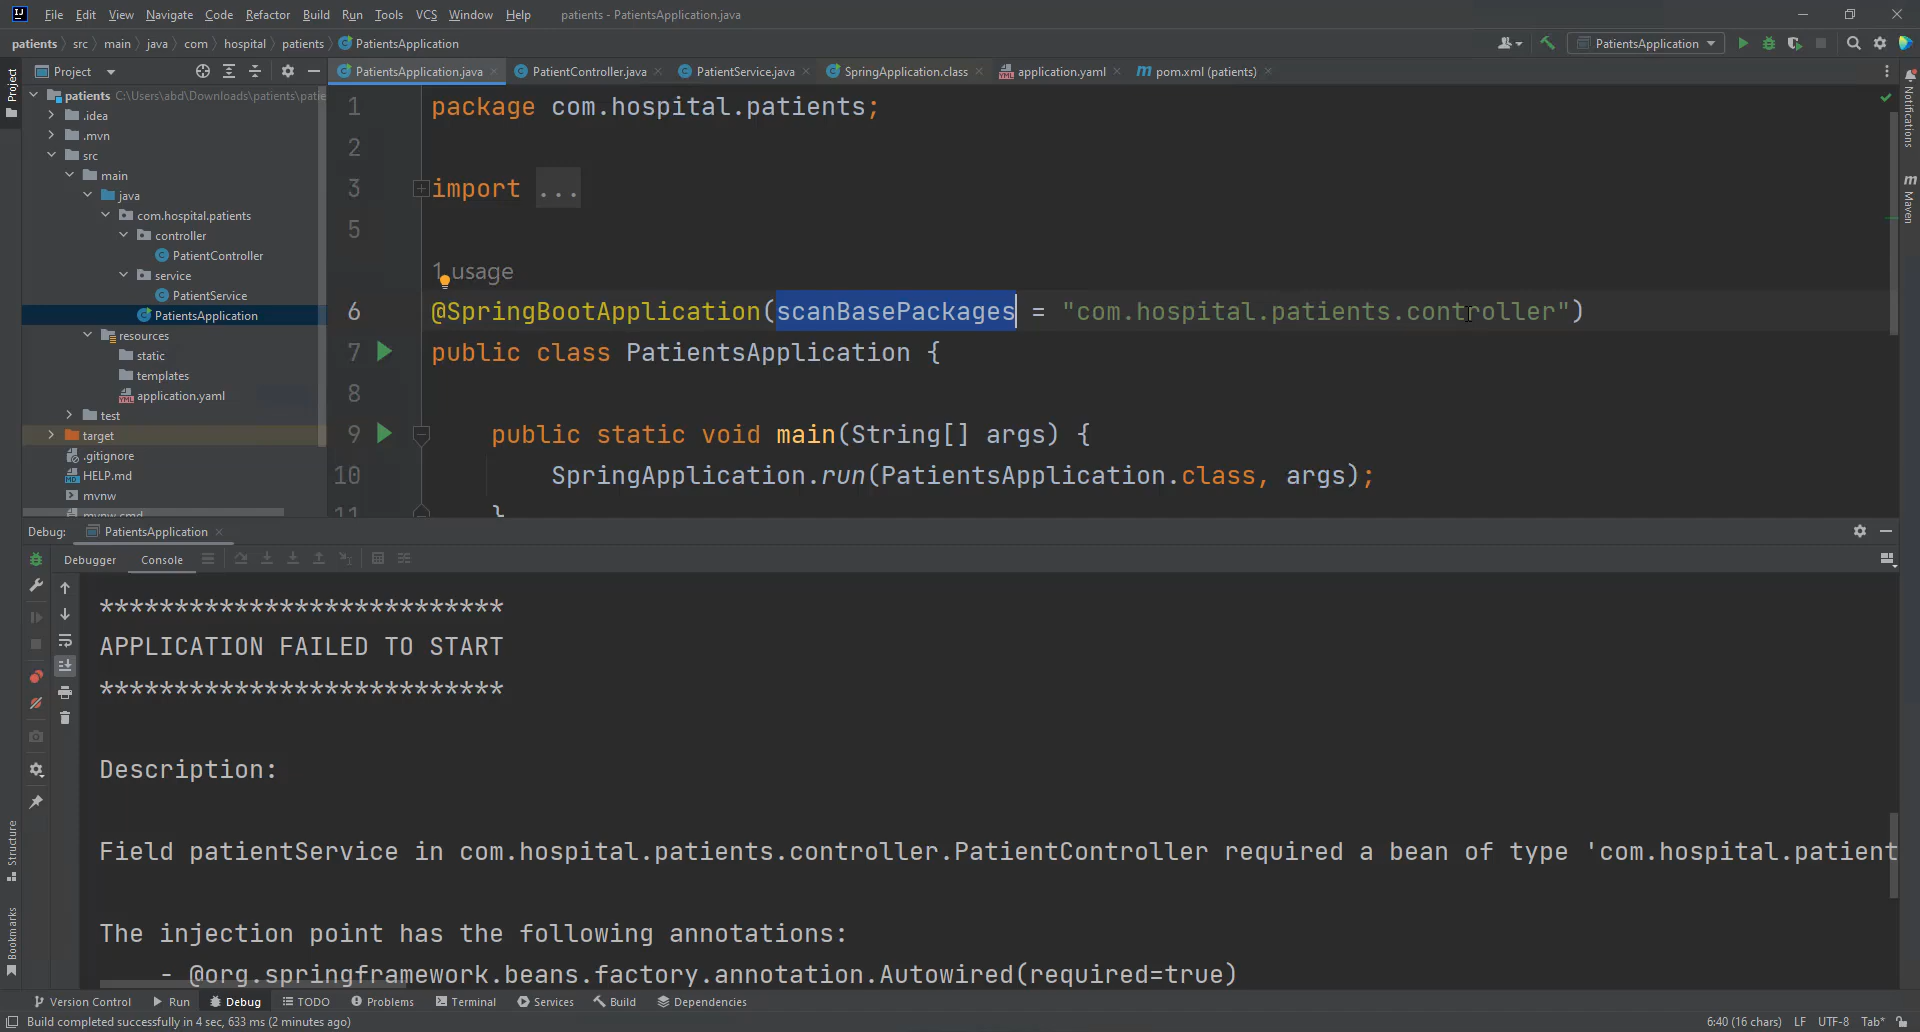 File Edit View Navigate Code Refactor Build Run Tools VCS Window Help patients - PatientsApplication.java
patients src main java com hospital patients PatientsApplication
PatientsApplication
Project
PatientsApplication.java PatientController.java PatientService.java SpringApplication.class application.yaml pom.xml (patients)
Project
patients C:\Users\abd\Downloads\patients\patie
.idea
.mvn
src
main
java
com.hospital.patients
controller
PatientController
service
PatientService
PatientsApplication
resources
static
templates
application.yaml
test
target
.gitignore
HELP.md
mvnw
mvnw.cmd
1 package com.hospital.patients;
2
3 import ...
5
1 usage
6 @SpringBootApplication(scanBasePackages = "com.hospital.patients.controller")
7 public class PatientsApplication {
8
9 public static void main(String[] args) {
10 SpringApplication.run(PatientsApplication.class, args);
11 }
Notifications
Maven
Debug: PatientsApplication
Debugger Console
***************************
APPLICATION FAILED TO START
***************************
Description:
Field patientService in com.hospital.patients.controller.PatientController required a bean of type 'com.hospital.patient
The injection point has the following annotations:
- @org.springframework.beans.factory.annotation.Autowired(required=true)
Structure
Bookmarks
Version Control Run Debug TODO Problems Terminal Services Build Dependencies
Build completed successfully in 4 sec, 633 ms (2 minutes ago)
6:40 (16 chars) LF UTF-8 Tab*